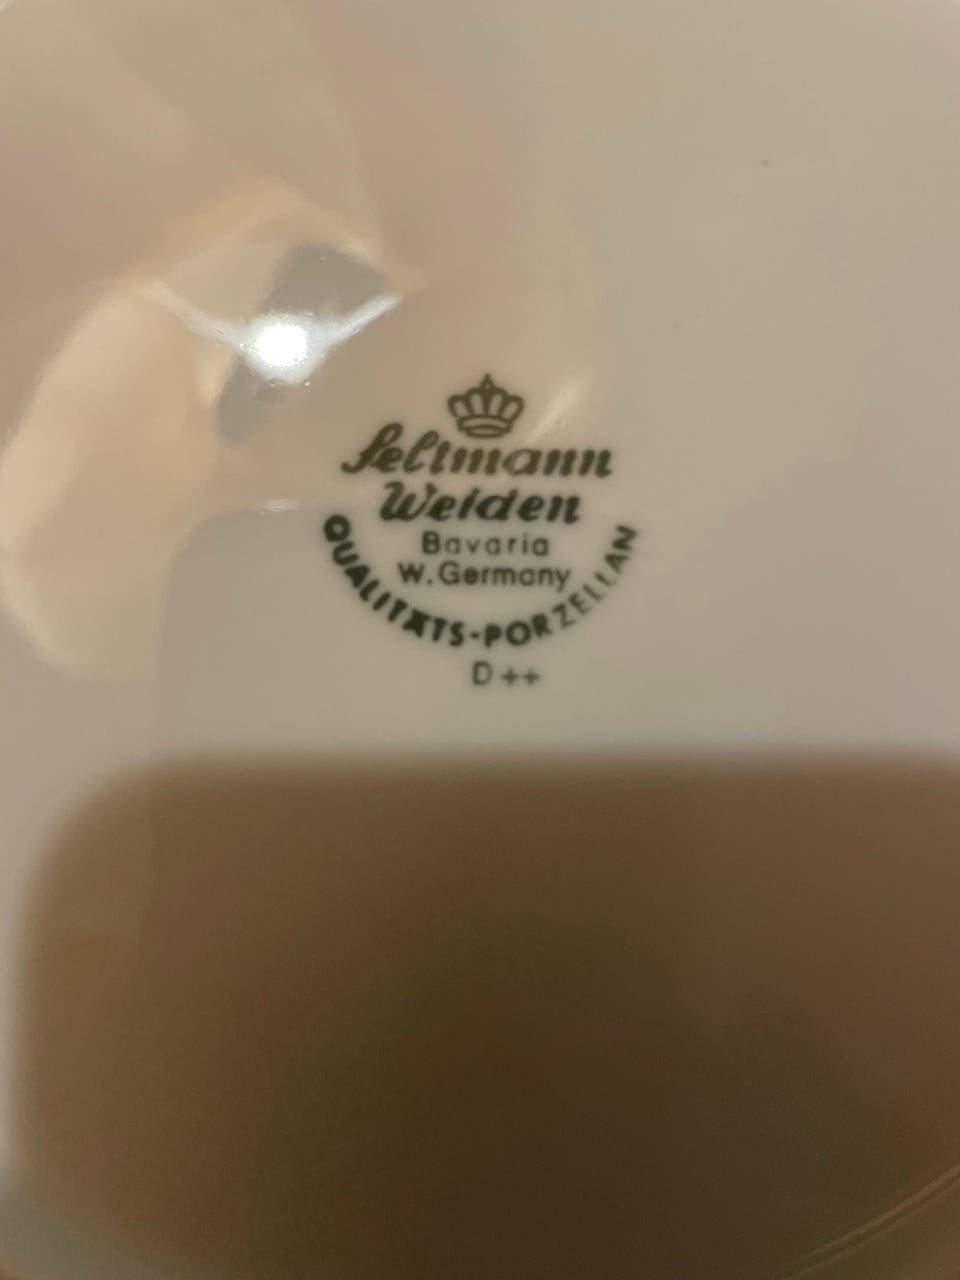 Seltmann
Weiden
Bavaria
W. Germany
QUALITÄTS-PORZELLAN
D ++